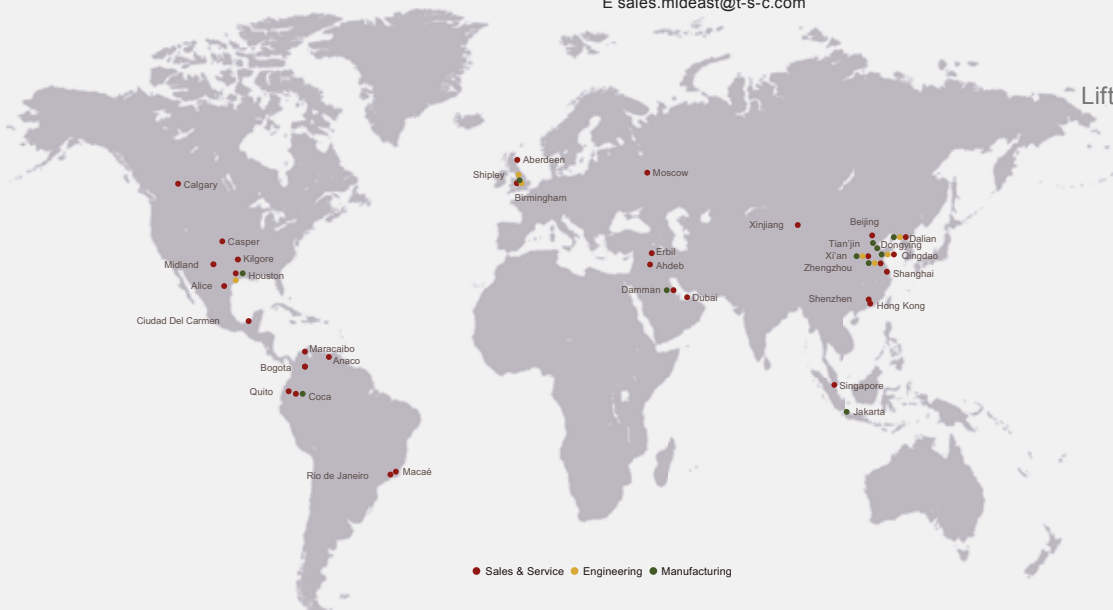 E sales.mideast@t-s-c.com
Lift
Aberdeen
Shipley
Moscow
Calgary
Birmingham
Xinjiang
Beijing
Dalian
Tian'jin
Dongying
Casper
Erbil
Xi'an
Qingdao
Kilgore
Midland
Ahdeb
Zhengzhou
Houston
Shanghai
Alice
Damman
Dubaî
Shenzhen
Hong Kong
Ciudad Del Carmen
Maracaibo
Anaco
Bogota
Singapore
Quito
Coca
Jakarta
Rio de Janeiro
Macaé
Sales & Service Engineering Manufacturing